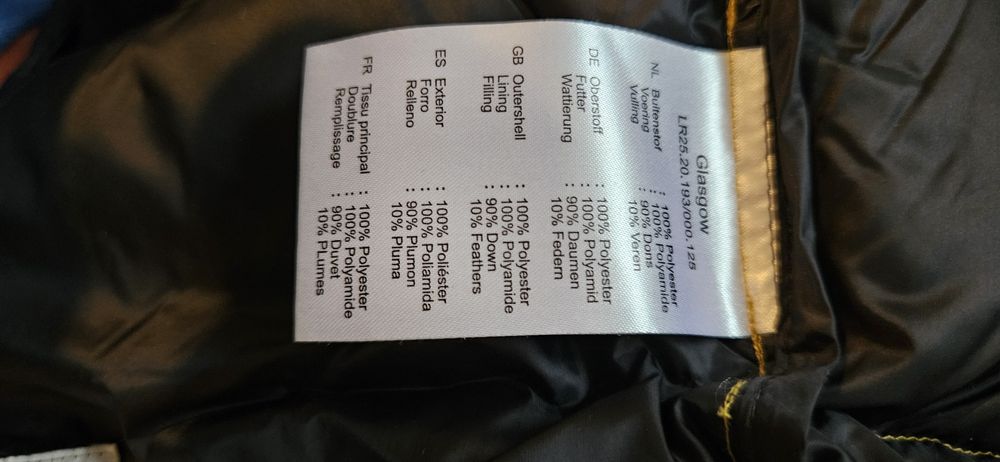 Glasgow
LR25.20.193/000.125
NL Buitenstof : 100% Polyester
Voering : 100% Polyamide
Vulling : 90% Dons
10% Veren
DE Oberstoff : 100% Polyester
Futter : 100% Polyamid
Wattierung : 90% Daunen
10% Federn
GB Outershell : 100% Polyester
Lining : 100% Polyamide
Filling : 90% Down
10% Feathers
ES Exterior : 100% Poliéster
Forro : 100% Poliamida
Relleno : 90% Plumon
10% Pluma
FR Tissu principal : 100% Polyester
Doublure : 100% Polyamide
Remplissage : 90% Duvet
10% PLumes